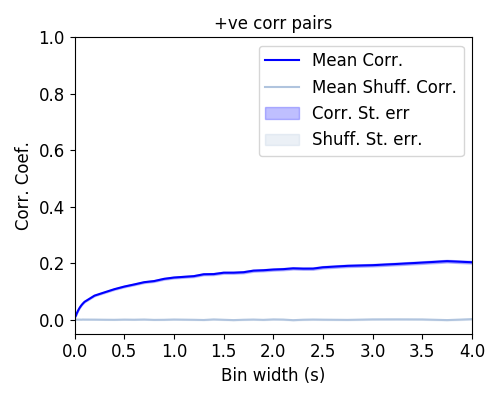 +ve corr pairs
1.0
0.8
0.6
0.4
0.2
0.0
Corr. Coef.
Mean Corr.
Mean Shuff. Corr.
Corr. St. err
Shuff. St. err.
0.0 0.5 1.0 1.5 2.0 2.5 3.0 3.5 4.0
Bin width (s)